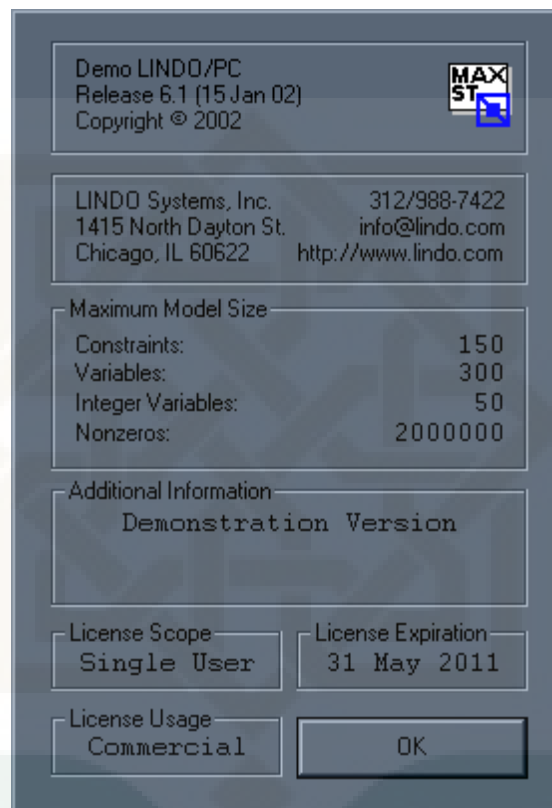 Demo LINDO/PC
Release 6.1 (15 Jan 02)
Copyright © 2002
MAX
ST
LINDO Systems, Inc. 312/988-7422
1415 North Dayton St. info@lindo.com
Chicago, IL 60622 http://www.lindo.com
Maximum Model Size
Constraints: 150
Variables: 300
Integer Variables: 50
Nonzeros: 2000000
Additional Information
Demonstration Version
License Scope
Single User
License Expiration
31 May 2011
License Usage
Commercial
OK